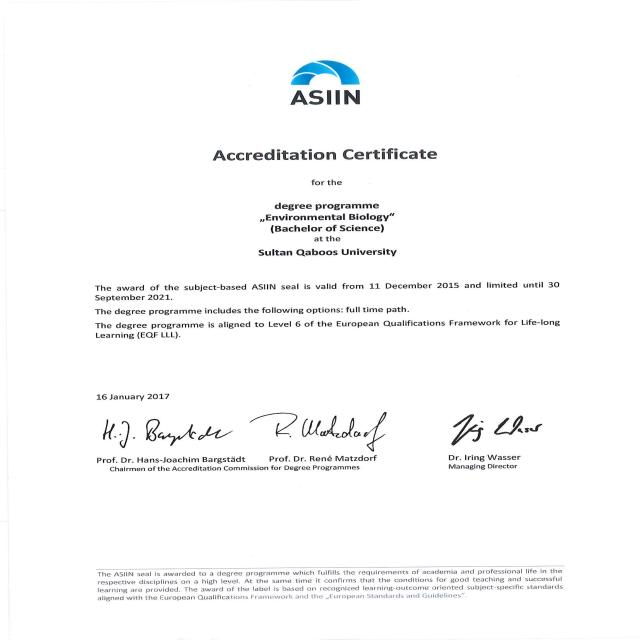 ASIIN
Accreditation Certificate
for the
degree programme
„Environmental Biology“
(Bachelor of Science)
at the
Sultan Qaboos University
The award of the subject-based ASIIN seal is valid from 11 December 2015 and limited until 30
September 2021.
The degree programme includes the following options: full time path.
The degree programme is aligned to Level 6 of the European Qualifications Framework for Life-long
Learning (EQF LLL).
16 January 2017
H.-J. Bargstädt R. Matzdorf Iring Wasser
Prof. Dr. Hans-Joachim Bargstädt Prof. Dr. René Matzdorf Dr. Iring Wasser
Chairmen of the Accreditation Commission for Degree Programmes Managing Director
The ASIIN seal is awarded to a degree programme which fulfills the requirements of academia and professional life in the
respective disciplines on a high level. At the same time it confirms that the conditions for good teaching and successful
learning are provided. The award of the label is based on recognized learning-outcome oriented subject-specific standards
aligned with the European Qualifications Framework and the „European Standards and Guidelines“.